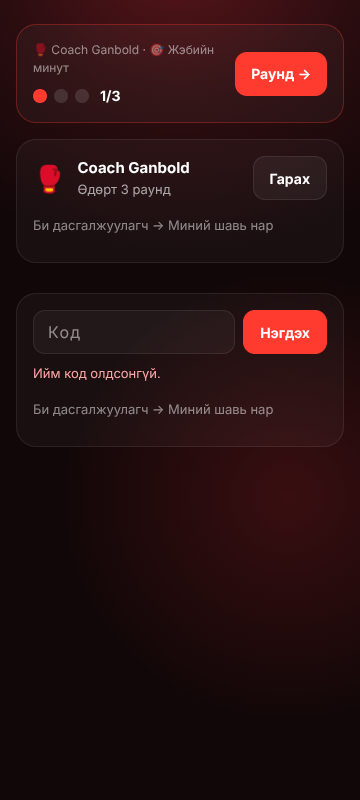 🥊 Coach Ganbold · 🎯 Жэбийн
минут
1/3
Раунд →
Coach Ganbold
Өдөрт 3 раунд
Гарах
Би дасгалжуулагч → Миний шавь нар
Код
Нэгдэх
Ийм код олдсонгүй.
Би дасгалжуулагч → Миний шавь нар